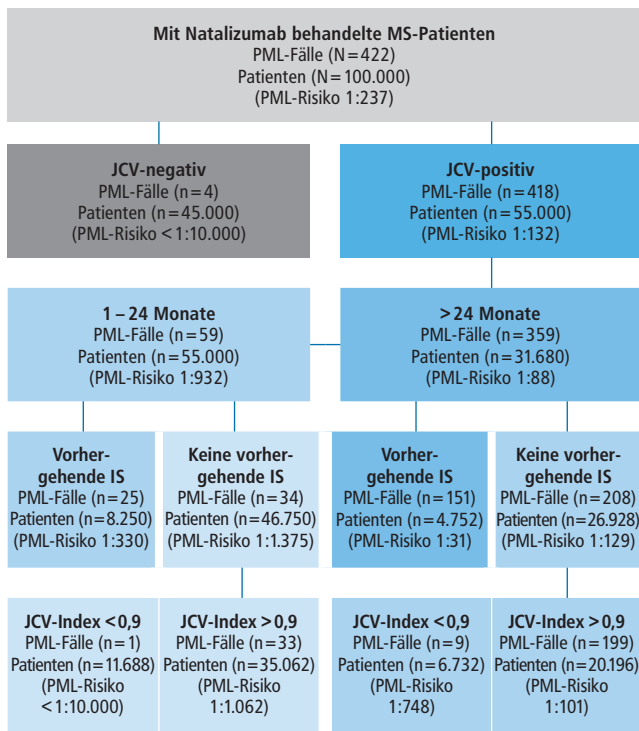 Mit Natalizumab behandelte MS-Patienten
PML-Fälle (N = 422)
Patienten (N = 100.000)
(PML-Risiko 1:237)
JCV-negativ
PML-Fälle (n = 4)
Patienten (n = 45.000)
(PML-Risiko < 1:10.000)
JCV-positiv
PML-Fälle (n = 418)
Patienten (n = 55.000)
(PML-Risiko 1:132)
1 – 24 Monate
PML-Fälle (n = 59)
Patienten (n = 55.000)
(PML-Risiko 1:932)
> 24 Monate
PML-Fälle (n = 359)
Patienten (n = 31.680)
(PML-Risiko 1:88)
Vorher-
gehende IS
PML-Fälle (n = 25)
Patienten (n = 8.250)
(PML-Risiko 1:330)
Keine vorher-
gehende IS
PML-Fälle (n = 34)
Patienten (n = 46.750)
(PML-Risiko 1:1.375)
Vorher-
gehende IS
PML-Fälle (n = 151)
Patienten (n = 4.752)
(PML-Risiko 1:31)
Keine vorher-
gehende IS
PML-Fälle (n = 208)
Patienten (n = 26.928)
(PML-Risiko 1:129)
JCV-Index < 0,9
PML-Fälle (n = 1)
Patienten (n = 11.688)
(PML-Risiko
< 1:10.000)
JCV-Index > 0,9
PML-Fälle (n = 33)
Patienten (n = 35.062)
(PML-Risiko
1:1.062)
JCV-Index < 0,9
PML-Fälle (n = 9)
Patienten (n = 6.732)
(PML-Risiko
1:748)
JCV-Index > 0,9
PML-Fälle (n = 199)
Patienten (n = 20.196)
(PML-Risiko
1:101)